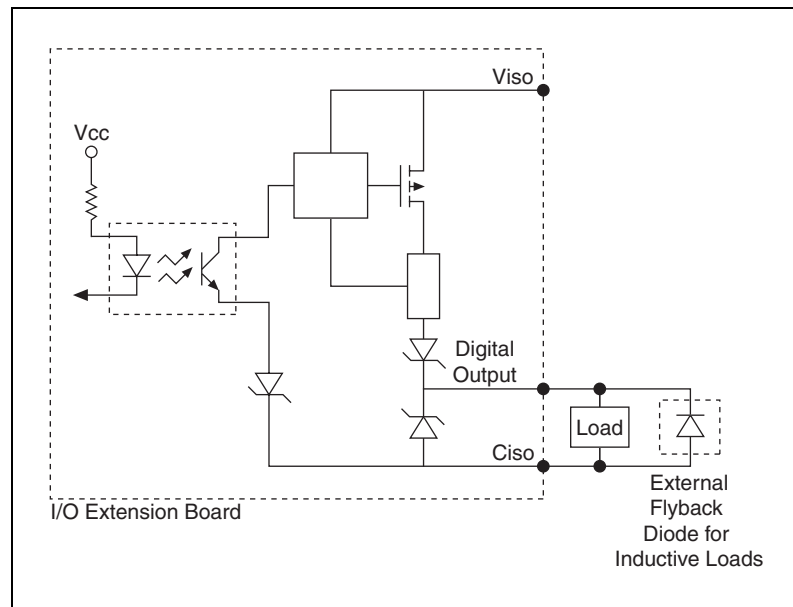 Viso
Vcc
Digital
Output
Load
Ciso
I/O Extension Board
External
Flyback
Diode for
Inductive Loads